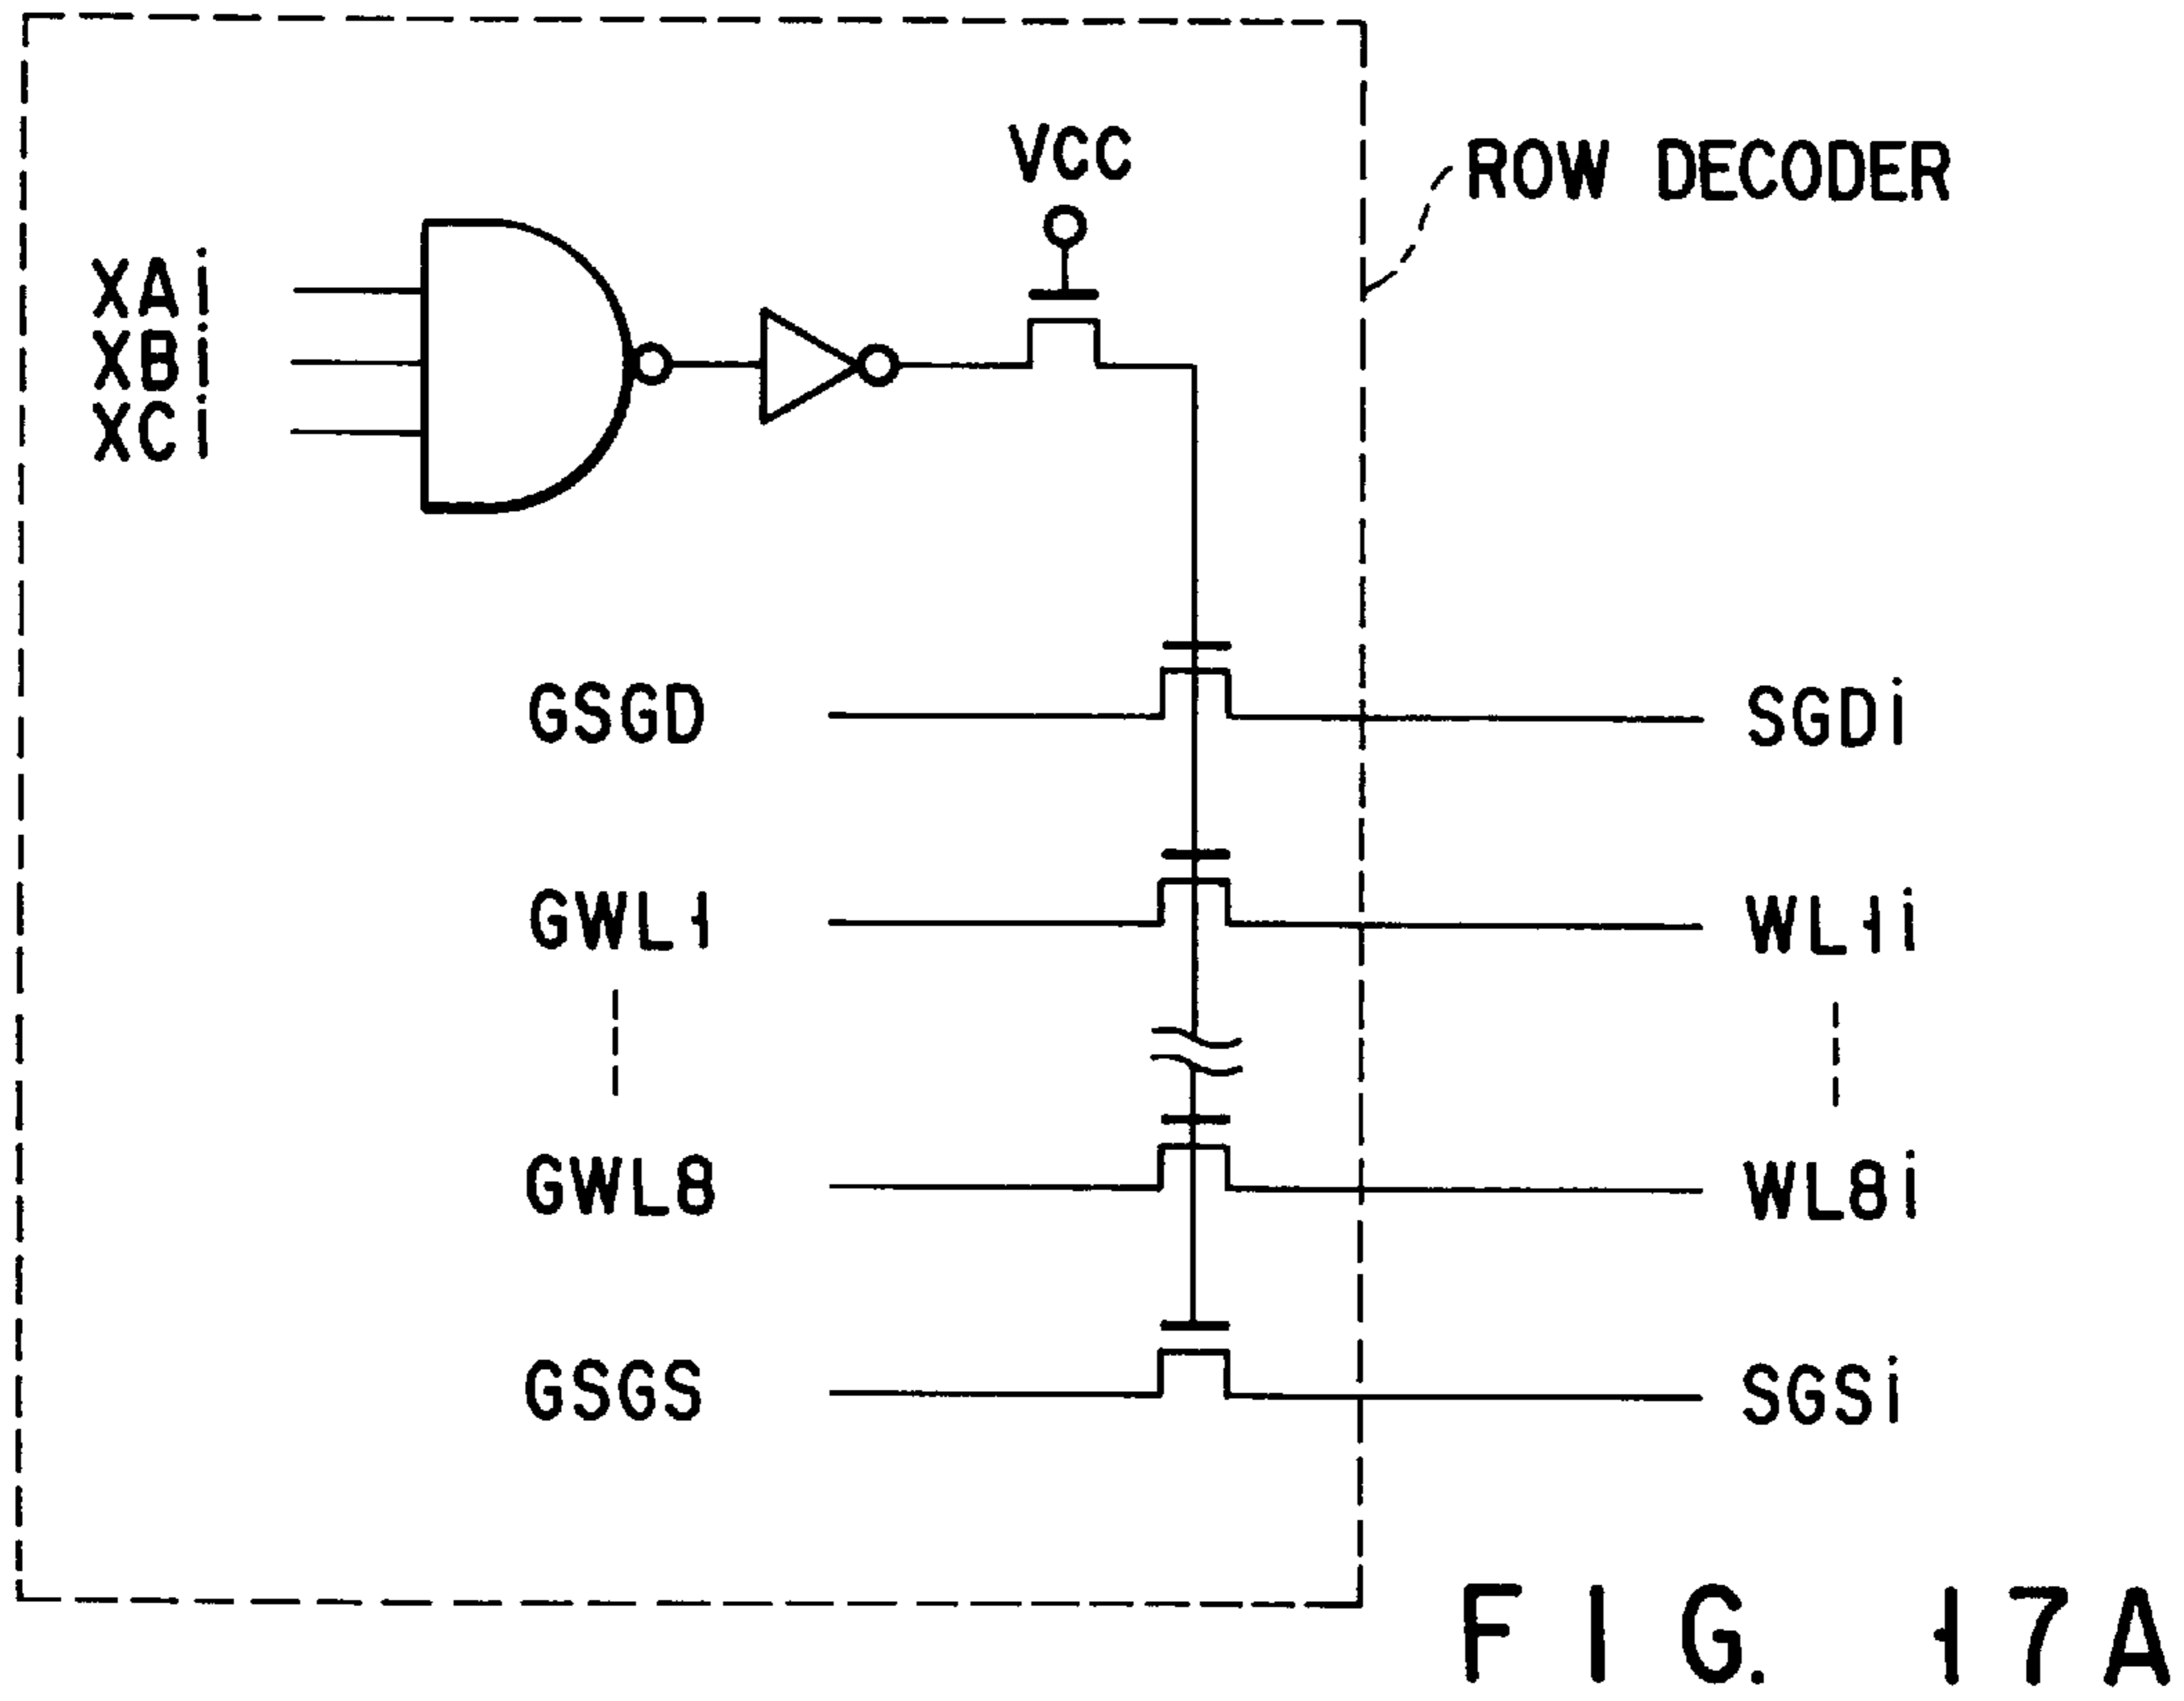 VCC
ROW DECODER
XAi
XBi
XCi
GSGD
SGDi
GWL1
WL1i
GWL8
WL8i
GSGS
SGSi
FIG. 17A